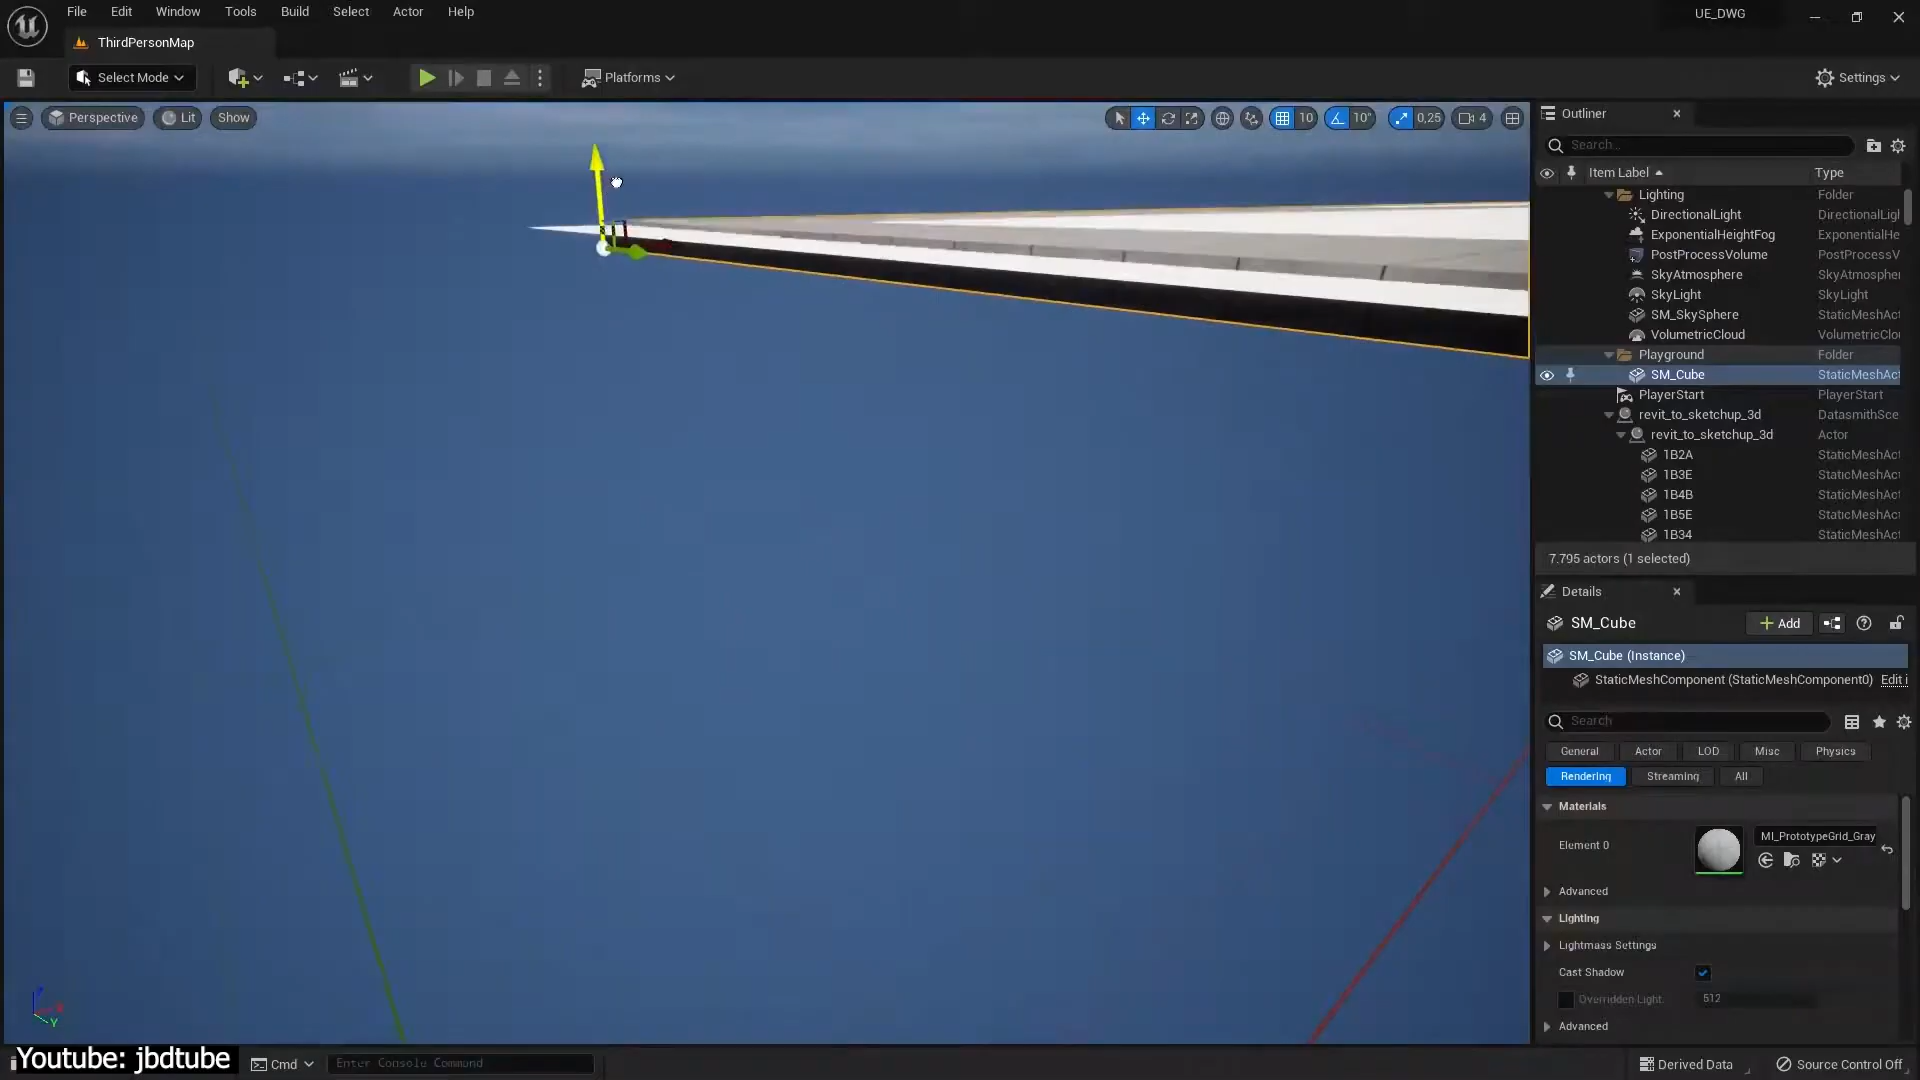 File Edit Window Tools Build Select Actor Help
UE_DWG
ThirdPersonMap
Select Mode
Platforms
Settings
Perspective
Lit
Show
10
10°
0,25
4
Outliner
Search...
Item Label
Type
Lighting Folder
DirectionalLight DirectionalLigl
ExponentialHeightFog ExponentialHe
PostProcessVolume PostProcessV
SkyAtmosphere SkyAtmospher
SkyLight SkyLight
SM_SkySphere StaticMeshAct
VolumetricCloud VolumetricClou
Playground Folder
SM_Cube StaticMeshAct
PlayerStart PlayerStart
revit_to_sketchup_3d DatasmithSce
revit_to_sketchup_3d Actor
1B2A StaticMeshAct
1B3E StaticMeshAct
1B4B StaticMeshAct
1B5E StaticMeshAct
1B34 StaticMeshAct
7.795 actors (1 selected)
Details
SM_Cube
Add
SM_Cube (Instance)
StaticMeshComponent (StaticMeshComponent0) Edit i
Search
General Actor LOD Misc Physics
Rendering Streaming All
Materials
Element 0
MI_PrototypeGrid_Gray
Advanced
Lighting
Lightmass Settings
Cast Shadow
Overridden Light. 512
Advanced
Y
Youtube: jbdtube
Cmd
Enter Console Command
Derived Data
Source Control Off